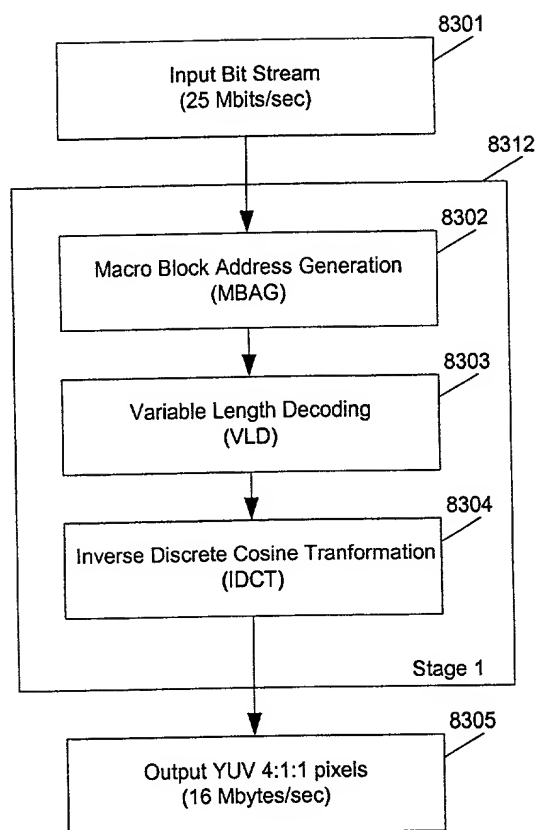 8301
Input Bit Stream
(25 Mbits/sec)
8312
8302
Macro Block Address Generation
(MBAG)
8303
Variable Length Decoding
(VLD)
8304
Inverse Discrete Cosine Tranformation
(IDCT)
Stage 1
8305
Output YUV 4:1:1 pixels
(16 Mbytes/sec)